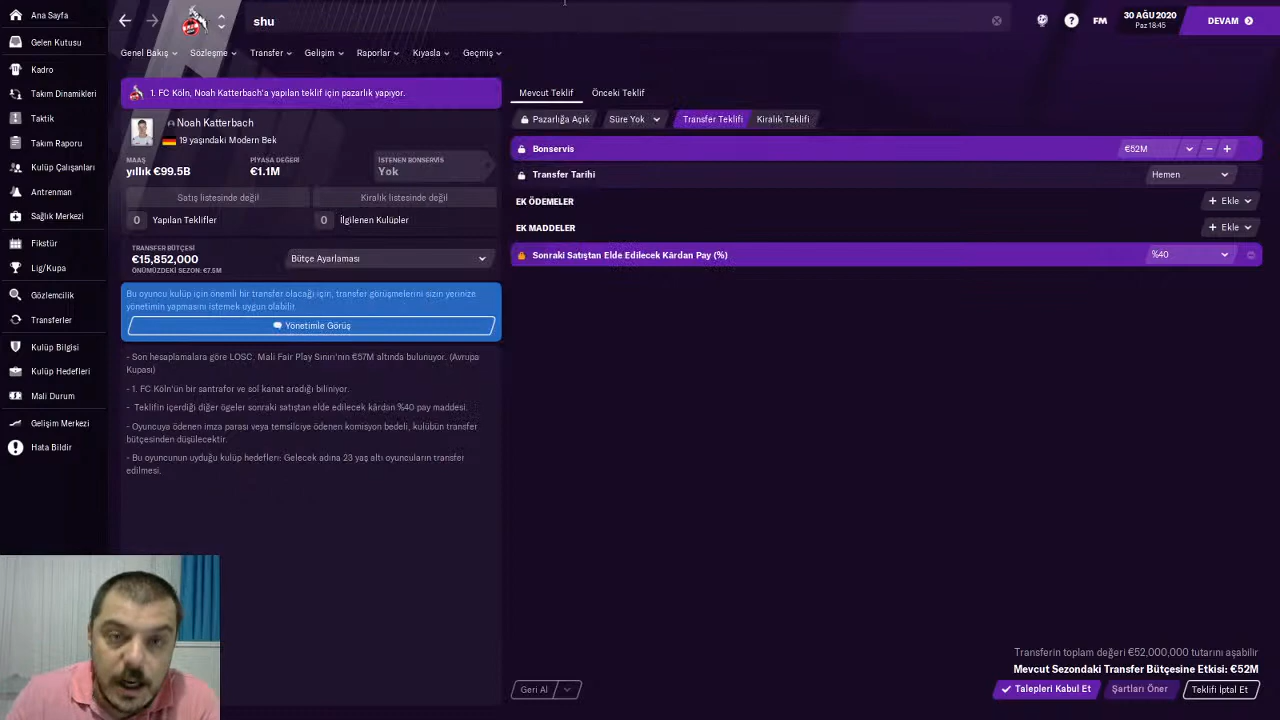 Ana Sayfa
shu
FM
30 AĞU 2020
Paz 18:45
DEVAM
Gelen Kutusu
Kadro
Takım Dinamikleri
Taktik
Takım Raporu
Kulüp Çalışanları
Antrenman
Sağlık Merkezi
Fikstür
Lig/Kupa
Gözlemcilik
Transferler
Kulüp Bilgisi
Kulüp Hedefleri
Mali Durum
Gelişim Merkezi
Hata Bildir
Genel Bakış
Sözleşme
Transfer
Gelişim
Raporlar
Kıyasla
Geçmiş
1. FC Köln, Noah Katterbach'a yapılan teklif için pazarlık yapıyor.
Noah Katterbach
19 yaşındaki Modern Bek
MAAŞ
yıllık €99.5B
PİYASA DEĞERİ
€1.1M
İSTENEN BONSERVİS
Yok
Satış listesinde değil
Kiralık listesinde değil
0 Yapılan Teklifler
0 İlgilenen Kulüpler
TRANSFER BÜTÇESİ
€15,852,000
ÖNÜMÜZDEKİ SEZON: €7.5M
Bütçe Ayarlaması
Bu oyuncu kulüp için önemli bir transfer olacağı için, transfer görüşmelerini sizin yerinize
yönetimin yapmasını istemek uygun olabilir.
Yönetimle Görüş
- Son hesaplamalara göre LOSC, Mali Fair Play Sınırı'nın €57M altında bulunuyor. (Avrupa
Kupası)
- 1. FC Köln'ün bir santrafor ve sol kanat aradığı biliniyor.
- Teklifin içerdiği diğer ögeler sonraki satıştan elde edilecek kârdan %40 pay maddesi.
- Oyuncuya ödenen imza parası veya temsilciye ödenen komisyon bedeli, kulübün transfer
bütçesinden düşülecektir.
- Bu oyuncunun uyduğu kulüp hedefleri: Gelecek adına 23 yaş altı oyuncuların transfer
edilmesi.
Mevcut Teklif
Önceki Teklif
Pazarlığa Açık
Süre Yok
Transfer Teklifi
Kiralık Teklifi
Bonservis
€52M
Transfer Tarihi
Hemen
EK ÖDEMELER
Ekle
EK MADDELER
Ekle
Sonraki Satıştan Elde Edilecek Kârdan Pay (%)
%40
Transferin toplam değeri €52,000,000 tutarını aşabilir
Mevcut Sezondaki Transfer Bütçesine Etkisi: €52M
Geri Al
Talepleri Kabul Et
Şartları Öner
Teklifi İptal Et